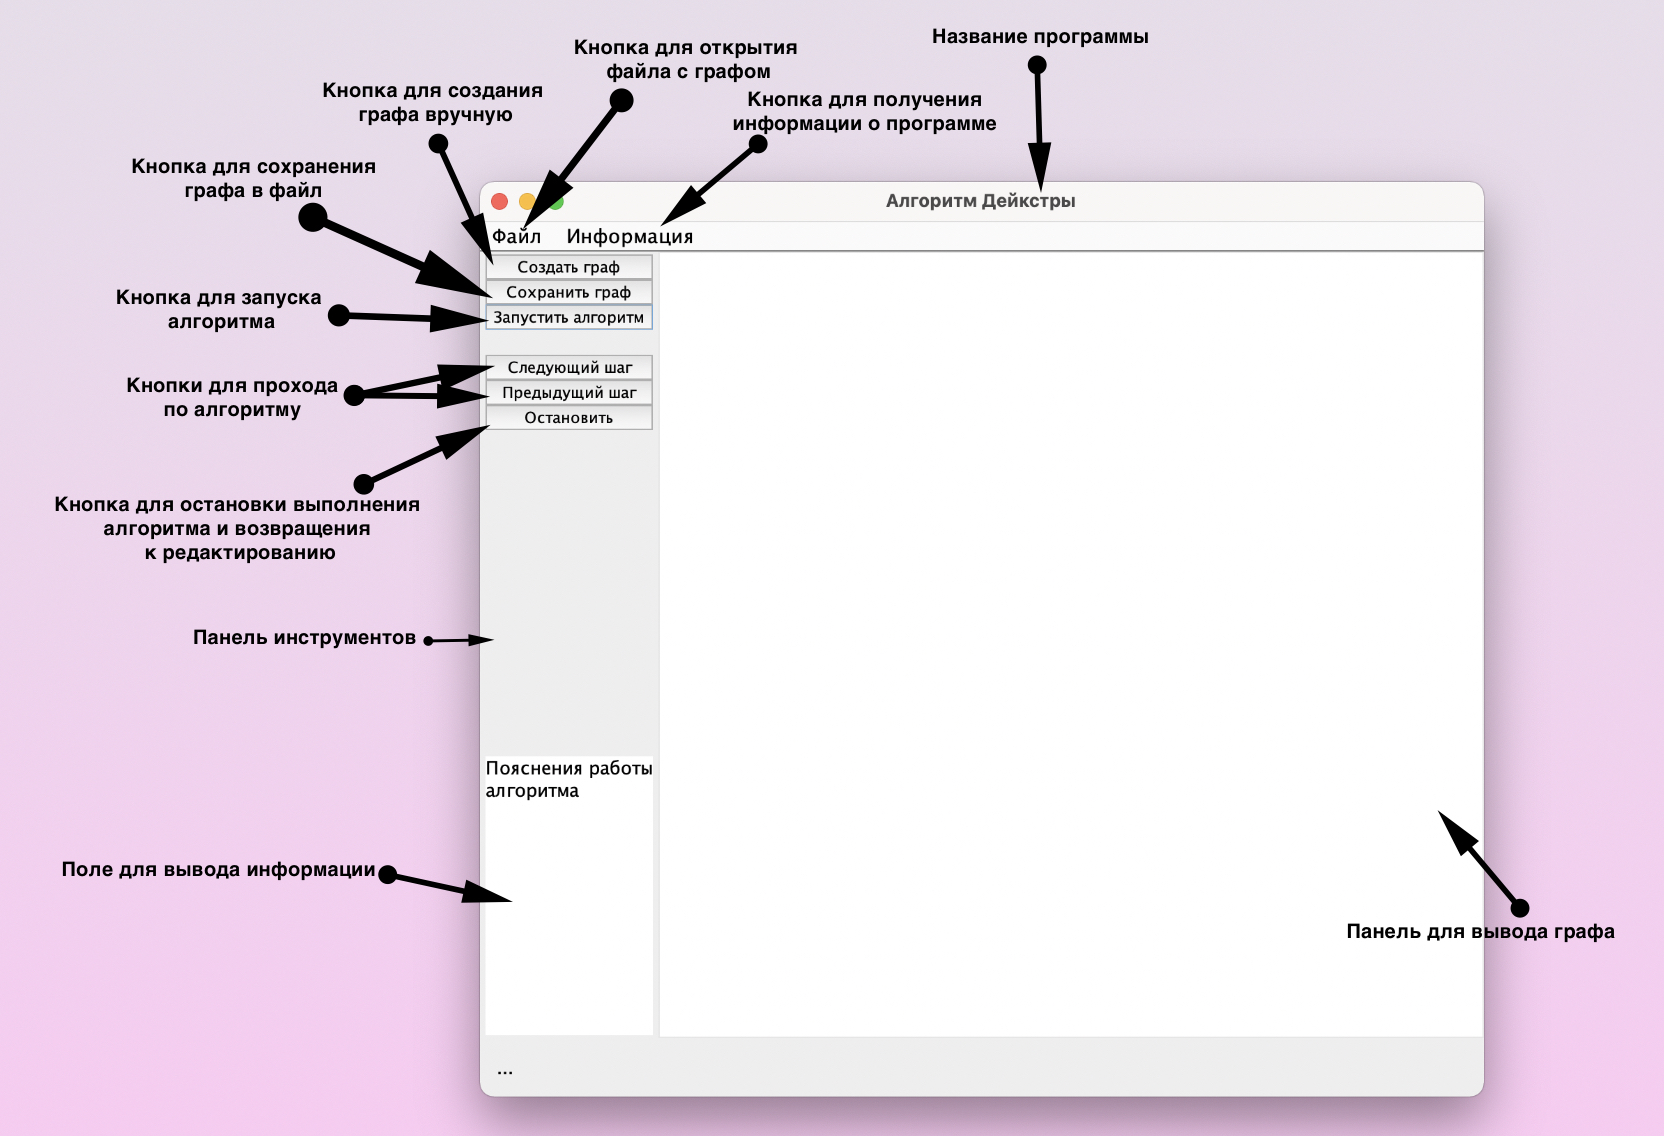 Название программы
Кнопка для открытия
файла с графом
Кнопка для создания
графа вручную
Кнопка для получения
информации о программе
Кнопка для сохранения
графа в файл
Алгоритм Дейкстры
Файл Информация
Создать граф
Сохранить граф
Запустить алгоритм
Кнопка для запуска
алгоритма
Следующий шаг
Предыдущий шаг
Остановить
Кнопки для прохода
по алгоритму
Кнопка для остановки выполнения
алгоритма и возвращения
к редактированию
Панель инструментов
Пояснения работы
алгоритма
Поле для вывода информации
Панель для вывода графа
...